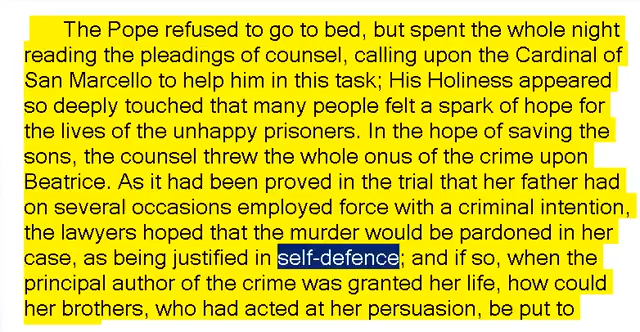 The Pope refused to go to bed, but spent the whole night
reading the pleadings of counsel, calling upon the Cardinal of
San Marcello to help him in this task; His Holiness appeared
so deeply touched that many people felt a spark of hope for
the lives of the unhappy prisoners. In the hope of saving the
sons, the counsel threw the whole onus of the crime upon
Beatrice. As it had been proved in the trial that her father had
on several occasions employed force with a criminal intention,
the lawyers hoped that the murder would be pardoned in her
case, as being justified in self-defence; and if so, when the
principal author of the crime was granted her life, how could
her brothers, who had acted at her persuasion, be put to